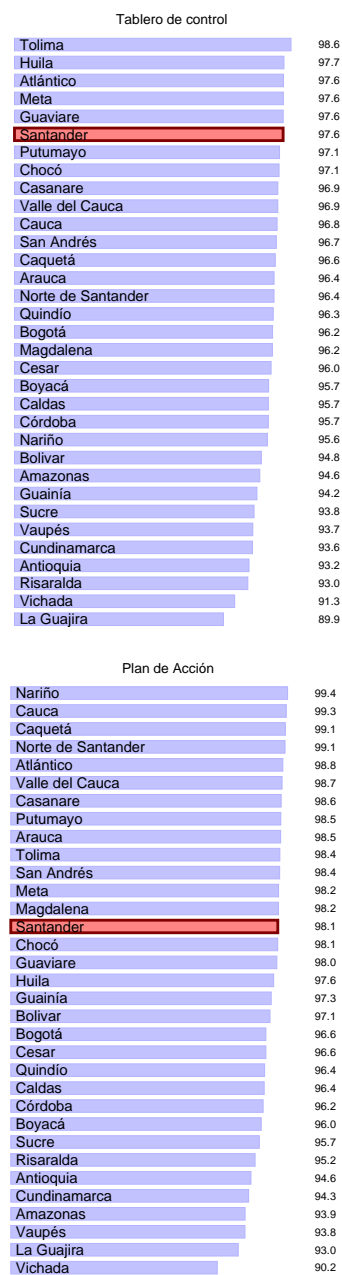 Tablero de control
Tolima 98.6
Huila 97.7
Atlántico 97.6
Meta 97.6
Guaviare 97.6
Santander 97.6
Putumayo 97.1
Chocó 97.1
Casanare 96.9
Valle del Cauca 96.9
Cauca 96.8
San Andrés 96.7
Caquetá 96.6
Arauca 96.4
Norte de Santander 96.4
Quindío 96.3
Bogotá 96.2
Magdalena 96.2
Cesar 96.0
Boyacá 95.7
Caldas 95.7
Córdoba 95.7
Nariño 95.6
Bolivar 94.8
Amazonas 94.6
Guainía 94.2
Sucre 93.8
Vaupés 93.7
Cundinamarca 93.6
Antioquia 93.2
Risaralda 93.0
Vichada 91.3
La Guajira 89.9
Plan de Acción
Nariño 99.4
Cauca 99.3
Caquetá 99.1
Norte de Santander 99.1
Atlántico 98.8
Valle del Cauca 98.7
Casanare 98.6
Putumayo 98.5
Arauca 98.5
Tolima 98.4
San Andrés 98.4
Meta 98.2
Magdalena 98.2
Santander 98.1
Chocó 98.1
Guaviare 98.0
Huila 97.6
Guainía 97.3
Bolivar 97.1
Bogotá 96.6
Cesar 96.6
Quindío 96.4
Caldas 96.4
Córdoba 96.2
Boyacá 96.0
Sucre 95.7
Risaralda 95.2
Antioquia 94.6
Cundinamarca 94.3
Amazonas 93.9
Vaupés 93.8
La Guajira 93.0
Vichada 90.2